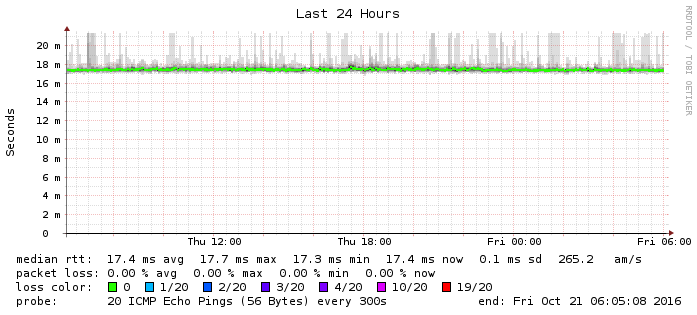 Last 24 Hours
RRDTOOL / TOBI OETIKER
Seconds
20 m
18 m
16 m
14 m
12 m
10 m
8 m
6 m
4 m
2 m
0
Thu 12:00 Thu 18:00 Fri 00:00 Fri 06:00
median rtt: 17.4 ms avg 17.7 ms max 17.3 ms min 17.4 ms now 0.1 ms sd 265.2 am/s
packet loss: 0.00 % avg 0.00 % max 0.00 % min 0.00 % now
loss color: 0 1/20 2/20 3/20 4/20 10/20 19/20
probe: 20 ICMP Echo Pings (56 Bytes) every 300s end: Fri Oct 21 06:05:08 2016